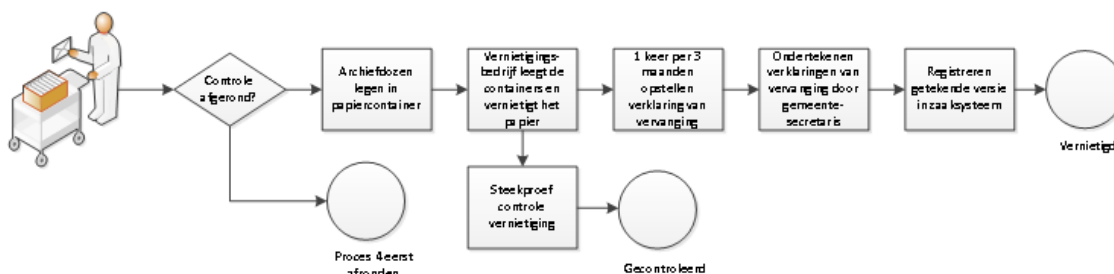 Controle
afgerond?
Archiefdozen
legen in
papiercontainer
Vernietigings-
bedrijf leegt de
containers en
vernietigt het
papier
1 keer per 3
maanden
opstellen
verklaring van
vervanging
Ondertekenen
verklaringen van
vervanging door
gemeente-
secretaris
Registreren
getekende versie
in zaaksysteem
Vernietigd
Steekproef
controle
vernietiging
Proces 4 eerst
afronden
Gecontroleerd